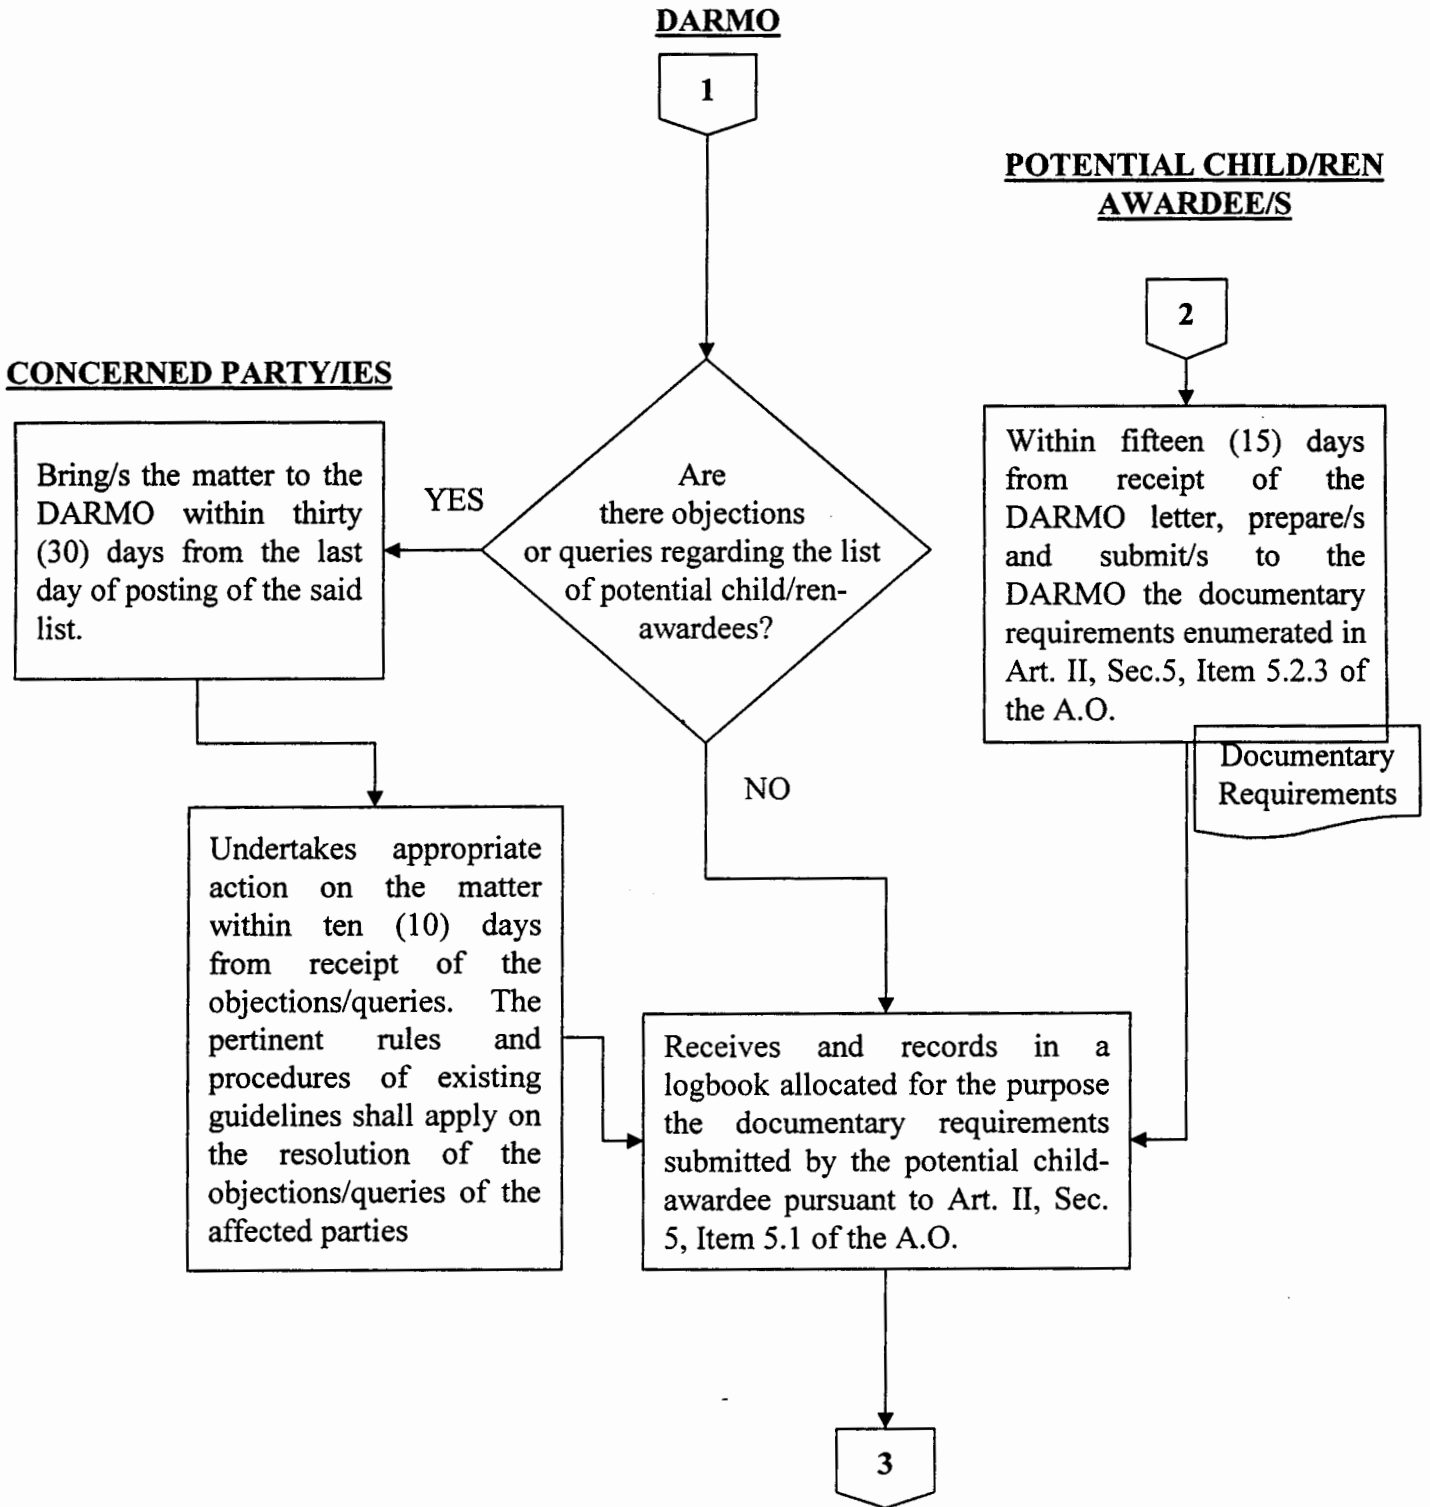 DARMO
1
POTENTIAL CHILD/REN
AWARDEE/S
2
CONCERNED PARTY/IES
Bring/s the matter to the
DARMO within thirty
(30) days from the last
day of posting of the said
list.
YES
Are
there objections
or queries regarding the list
of potential child/ren-
awardees?
Within fifteen (15) days
from receipt of the
DARMO letter, prepare/s
and submit/s to the
DARMO the documentary
requirements enumerated in
Art. II, Sec.5, Item 5.2.3 of
the A.O.
Documentary
Requirements
NO
Undertakes appropriate
action on the matter
within ten (10) days
from receipt of the
objections/queries. The
pertinent rules and
procedures of existing
guidelines shall apply on
the resolution of the
objections/queries of the
affected parties
Receives and records in a
logbook allocated for the purpose
the documentary requirements
submitted by the potential child-
awardee pursuant to Art. II, Sec.
5, Item 5.1 of the A.O.
3